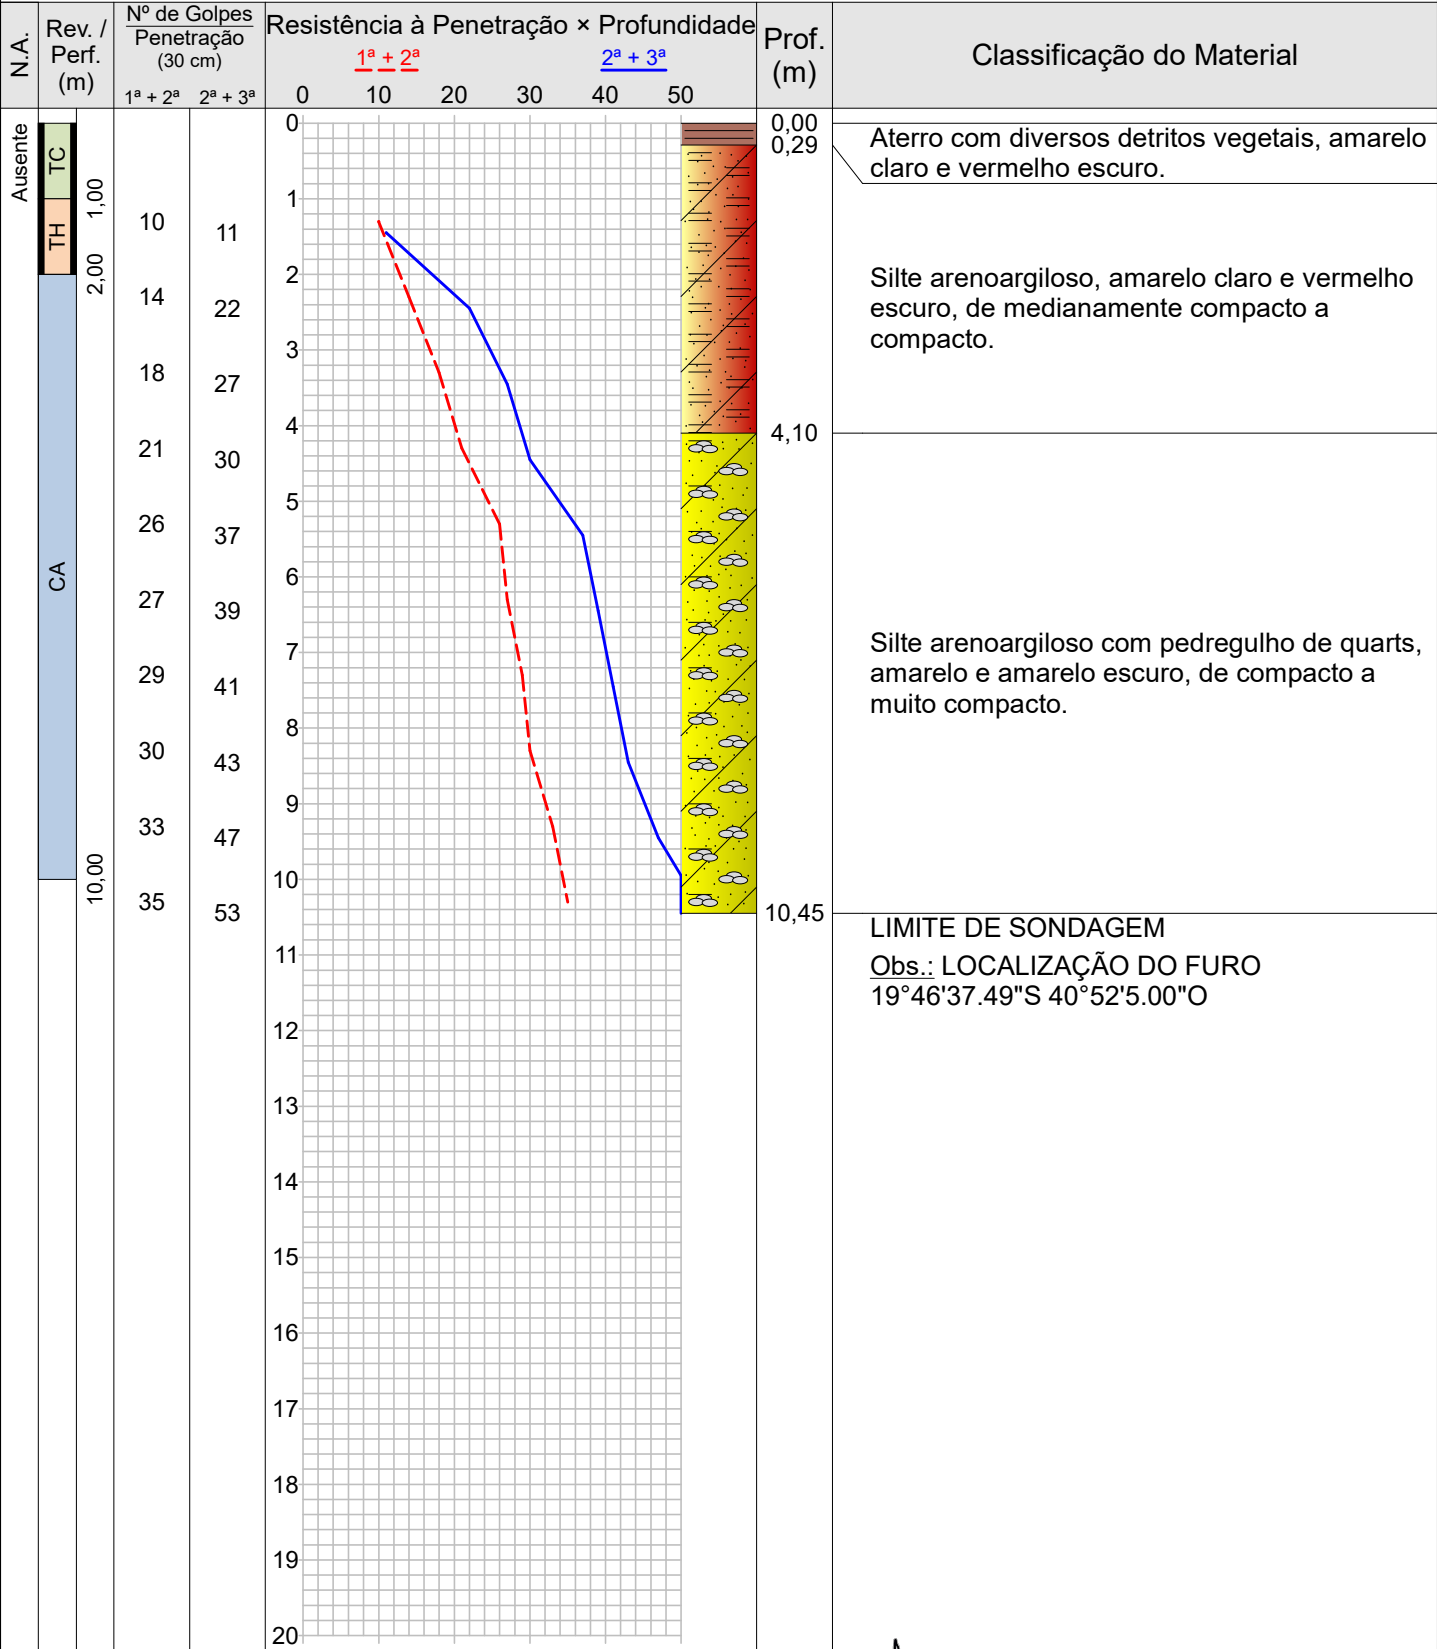 N.A.
Rev. /
Perf.
(m)
Nº de Golpes
Penetração
(30 cm)
1ª + 2ª 2ª + 3ª
Resistência à Penetração × Profundidade
1ª + 2ª 2ª + 3ª
0 10 20 30 40 50
Prof.
(m)
Classificação do Material
Ausente
TC
1,00
TH
2,00
CA
10,00
10 11
14 22
18 27
21 30
26 37
27 39
29 41
30 43
33 47
35 53
0
1
2
3
4
5
6
7
8
9
10
11
12
13
14
15
16
17
18
19
20
0,00
0,29
4,10
10,45
Aterro com diversos detritos vegetais, amarelo
claro e vermelho escuro.
Silte arenoargiloso, amarelo claro e vermelho
escuro, de medianamente compacto a
compacto.
Silte arenoargiloso com pedregulho de quarts,
amarelo e amarelo escuro, de compacto a
muito compacto.
LIMITE DE SONDAGEM
Obs.: LOCALIZAÇÃO DO FURO
19°46'37.49"S 40°52'5.00"O